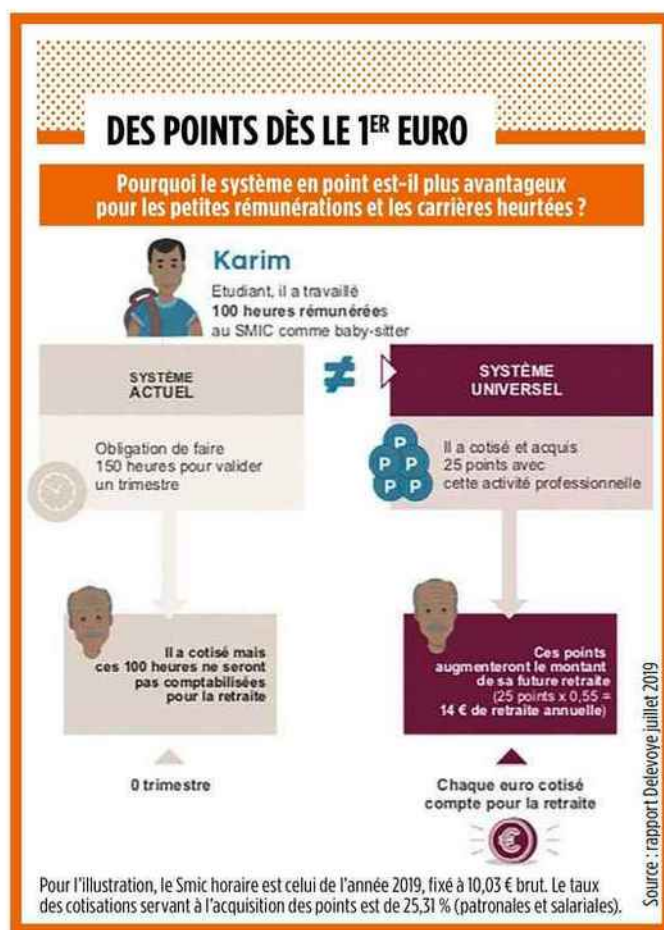 DES POINTS DÈS LE 1ER EURO
Pourquoi le système en point est-il plus avantageux
pour les petites rémunérations et les carrières heurtées ?
Karim
Etudiant, il a travaillé
100 heures rémunérées
au SMIC comme baby-sitter
SYSTÈME
ACTUEL
≠
SYSTÈME
UNIVERSEL
Obligation de faire
150 heures pour valider
un trimestre
P
P P
P P
Il a cotisé et acquis
25 points avec
cette activité professionnelle
Il a cotisé mais
ces 100 heures ne seront
pas comptabilisées
pour la retraite
Ces points
augmenteront le montant
de sa future retraite
(25 points x 0,55 =
14 € de retraite annuelle)
0 trimestre
Chaque euro cotisé
compte pour la retraite
€
Source : rapport Delevoye juillet 2019
Pour l'illustration, le Smic horaire est celui de l'année 2019, fixé à 10,03 € brut. Le taux
des cotisations servant à l'acquisition des points est de 25,31 % (patronales et salariales).